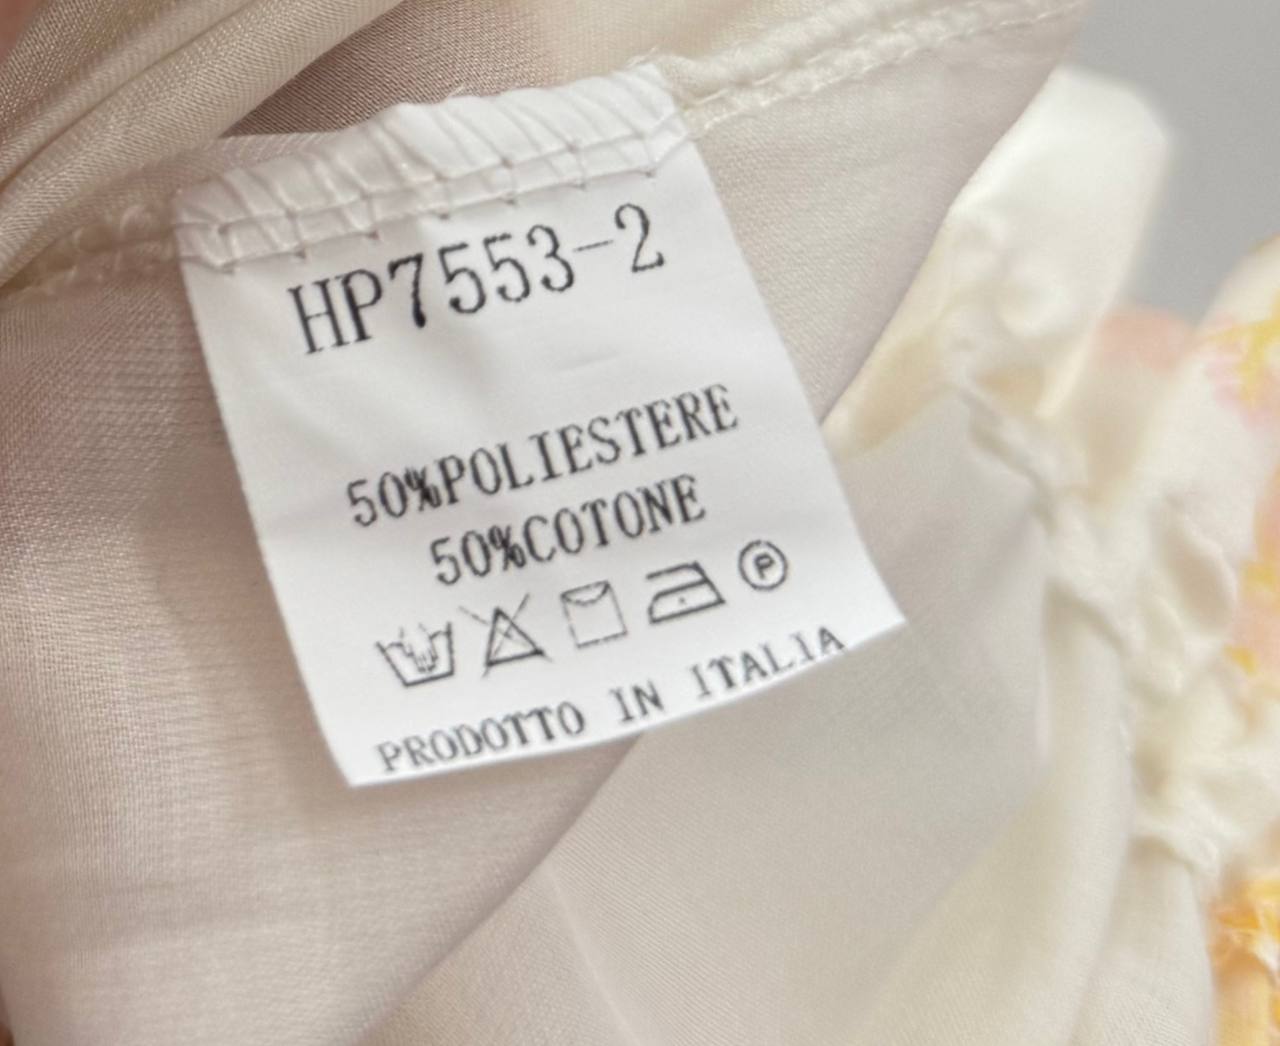 HP7553-2
50%POLIESTERE
50%COTONE
P
PRODOTTO IN ITALIA